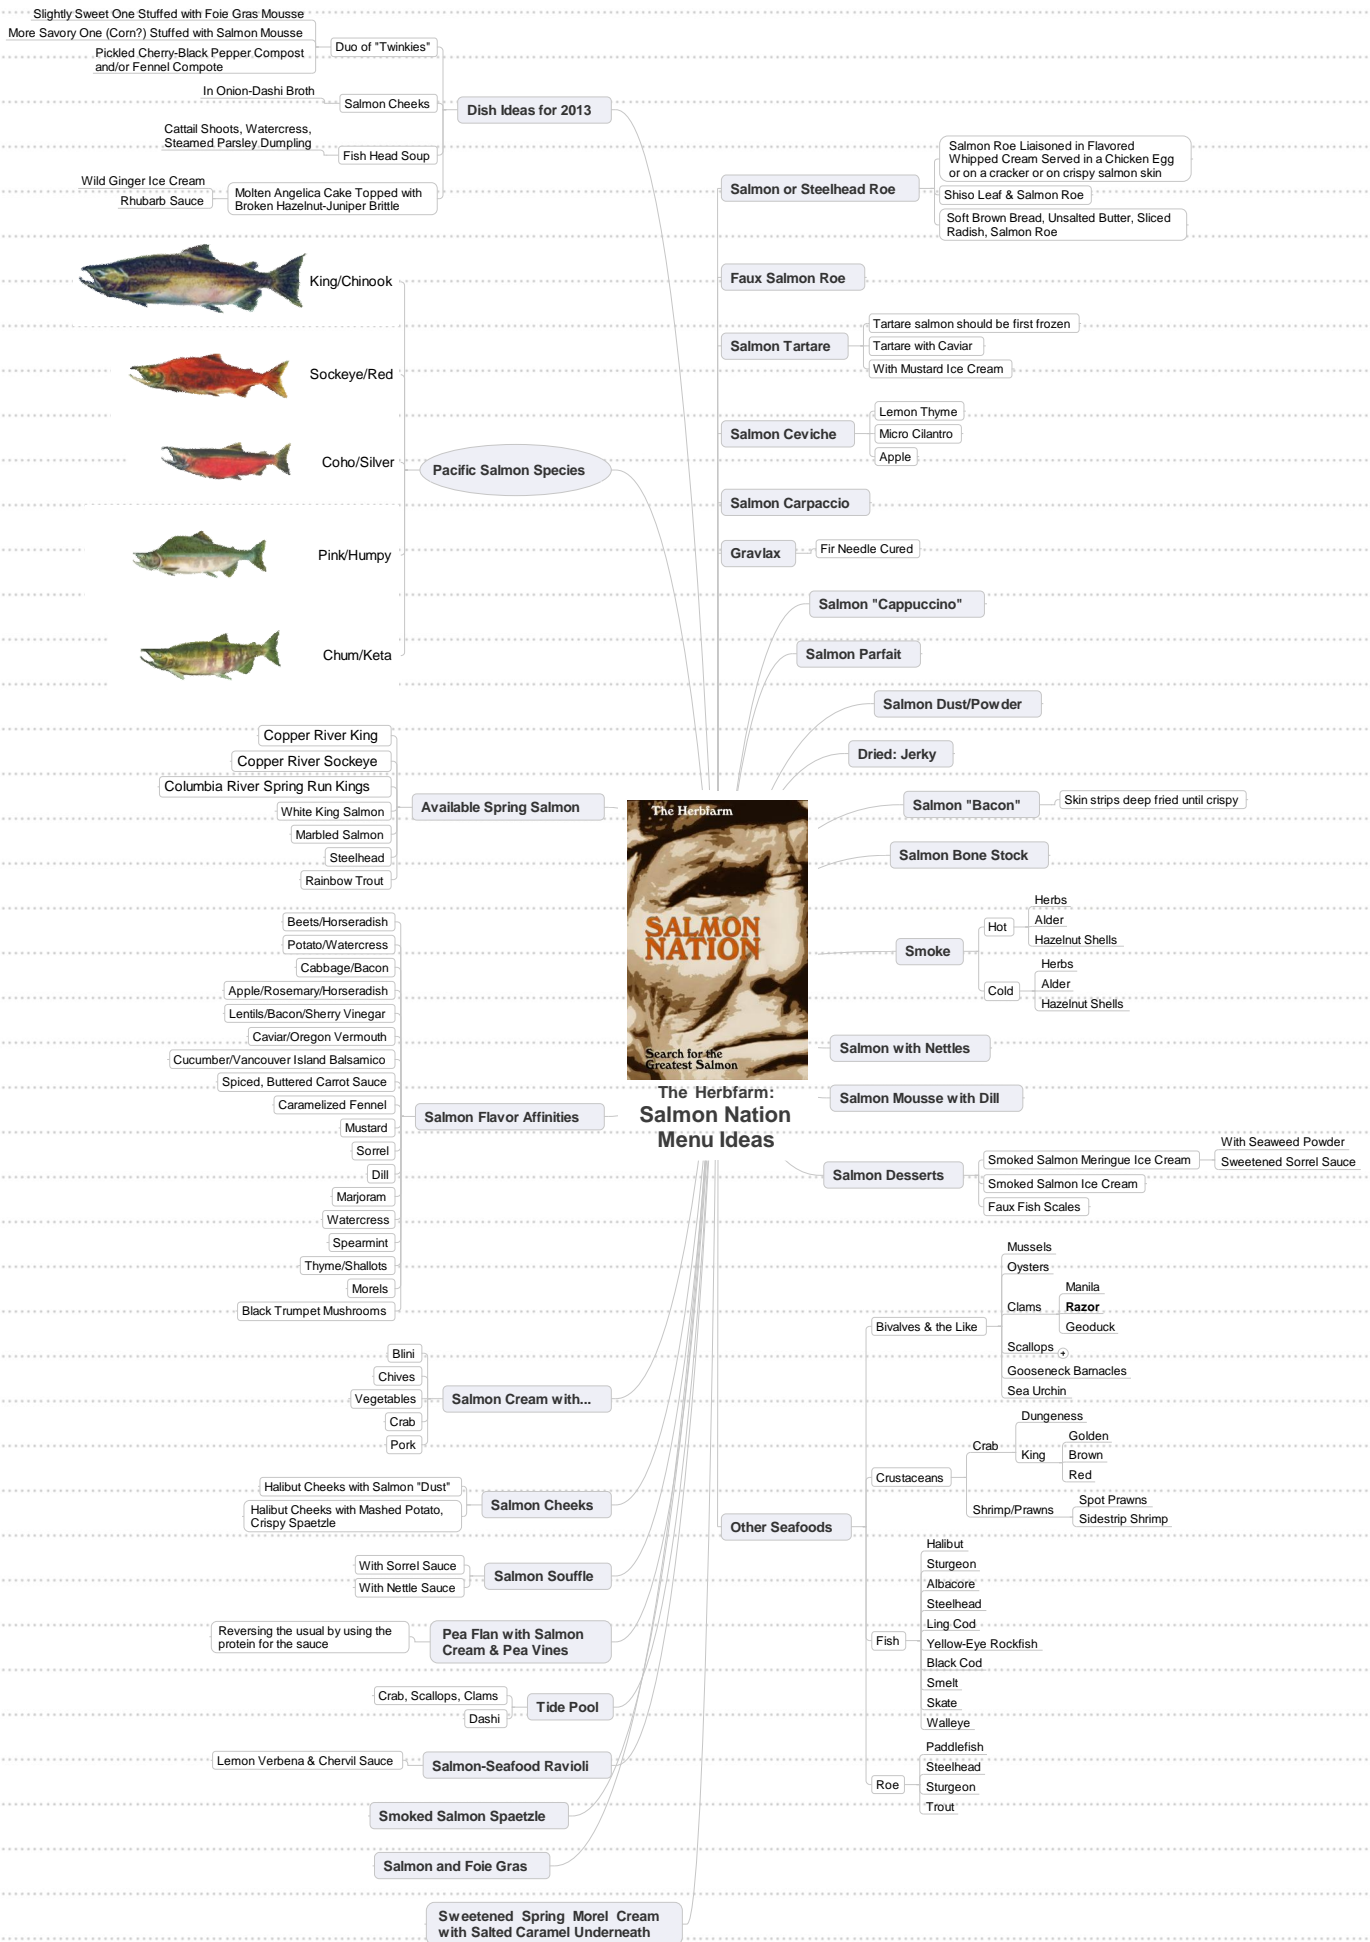 Slightly Sweet One Stuffed with Foie Gras Mousse
More Savory One (Corn?) Stuffed with Salmon Mousse
Pickled Cherry-Black Pepper Compost
and/or Fennel Compote
Duo of "Twinkies"
In Onion-Dashi Broth
Salmon Cheeks
Cattail Shoots, Watercress,
Steamed Parsley Dumpling
Fish Head Soup
Wild Ginger Ice Cream
Rhubarb Sauce
Molten Angelica Cake Topped with
Broken Hazelnut-Juniper Brittle
Dish Ideas for 2013
King/Chinook
Sockeye/Red
Coho/Silver
Pink/Humpy
Chum/Keta
Pacific Salmon Species
Copper River King
Copper River Sockeye
Columbia River Spring Run Kings
White King Salmon
Marbled Salmon
Steelhead
Rainbow Trout
Available Spring Salmon
Beets/Horseradish
Potato/Watercress
Cabbage/Bacon
Apple/Rosemary/Horseradish
Lentils/Bacon/Sherry Vinegar
Caviar/Oregon Vermouth
Cucumber/Vancouver Island Balsamico
Spiced, Buttered Carrot Sauce
Caramelized Fennel
Mustard
Sorrel
Dill
Marjoram
Watercress
Spearmint
Thyme/Shallots
Morels
Black Trumpet Mushrooms
Salmon Flavor Affinities
Blini
Chives
Vegetables
Crab
Pork
Salmon Cream with...
Halibut Cheeks with Salmon "Dust"
Halibut Cheeks with Mashed Potato,
Crispy Spaetzle
Salmon Cheeks
With Sorrel Sauce
With Nettle Sauce
Salmon Souffle
Reversing the usual by using the
protein for the sauce
Pea Flan with Salmon
Cream & Pea Vines
Crab, Scallops, Clams
Dashi
Tide Pool
Lemon Verbena & Chervil Sauce
Salmon-Seafood Ravioli
Smoked Salmon Spaetzle
Salmon and Foie Gras
Sweetened Spring Morel Cream
with Salted Caramel Underneath
The Herbfarm
SALMON
NATION
Search for the
Greatest Salmon
The Herbfarm:
Salmon Nation
Menu Ideas
Salmon or Steelhead Roe
Salmon Roe Liaisoned in Flavored
Whipped Cream Served in a Chicken Egg
or on a cracker or on crispy salmon skin
Shiso Leaf & Salmon Roe
Soft Brown Bread, Unsalted Butter, Sliced
Radish, Salmon Roe
Faux Salmon Roe
Salmon Tartare
Tartare salmon should be first frozen
Tartare with Caviar
With Mustard Ice Cream
Salmon Ceviche
Lemon Thyme
Micro Cilantro
Apple
Salmon Carpaccio
Gravlax
Fir Needle Cured
Salmon "Cappuccino"
Salmon Parfait
Salmon Dust/Powder
Dried: Jerky
Salmon "Bacon"
Skin strips deep fried until crispy
Salmon Bone Stock
Smoke
Hot
Herbs
Alder
Hazelnut Shells
Cold
Herbs
Alder
Hazelnut Shells
Salmon with Nettles
Salmon Mousse with Dill
Salmon Desserts
Smoked Salmon Meringue Ice Cream
With Seaweed Powder
Sweetened Sorrel Sauce
Smoked Salmon Ice Cream
Faux Fish Scales
Other Seafoods
Bivalves & the Like
Mussels
Oysters
Clams
Manila
Razor
Geoduck
Scallops
Gooseneck Barnacles
Sea Urchin
Crustaceans
Crab
Dungeness
King
Golden
Brown
Red
Shrimp/Prawns
Spot Prawns
Sidestrip Shrimp
Fish
Halibut
Sturgeon
Albacore
Steelhead
Ling Cod
Yellow-Eye Rockfish
Black Cod
Smelt
Skate
Walleye
Roe
Paddlefish
Steelhead
Sturgeon
Trout